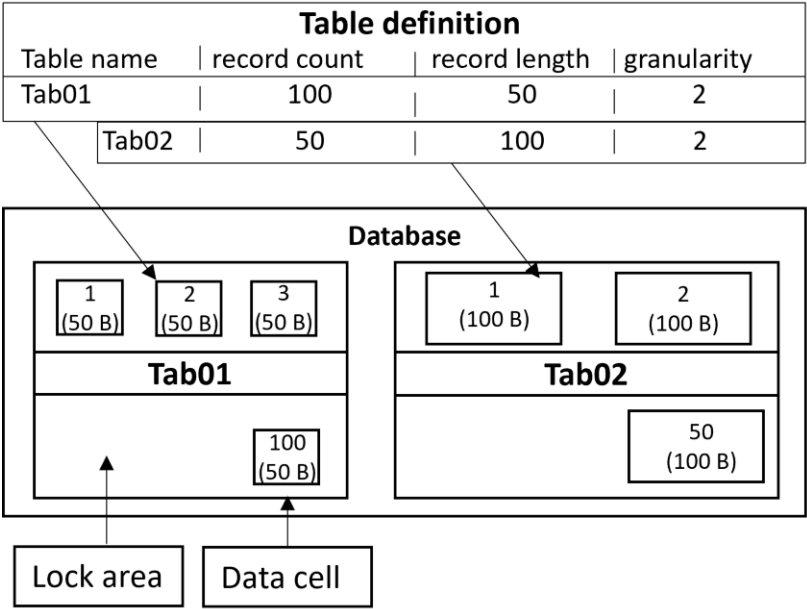 Table definition
Table name | record count | record length | granularity
Tab01 | 100 | 50 | 2
Tab02 | 50 | 100 | 2
Database
1 2 3 1 2
(50 B) (50 B) (50 B) (100 B) (100 B)
Tab01 Tab02
100 50
(50 B) (100 B)
Lock area Data cell